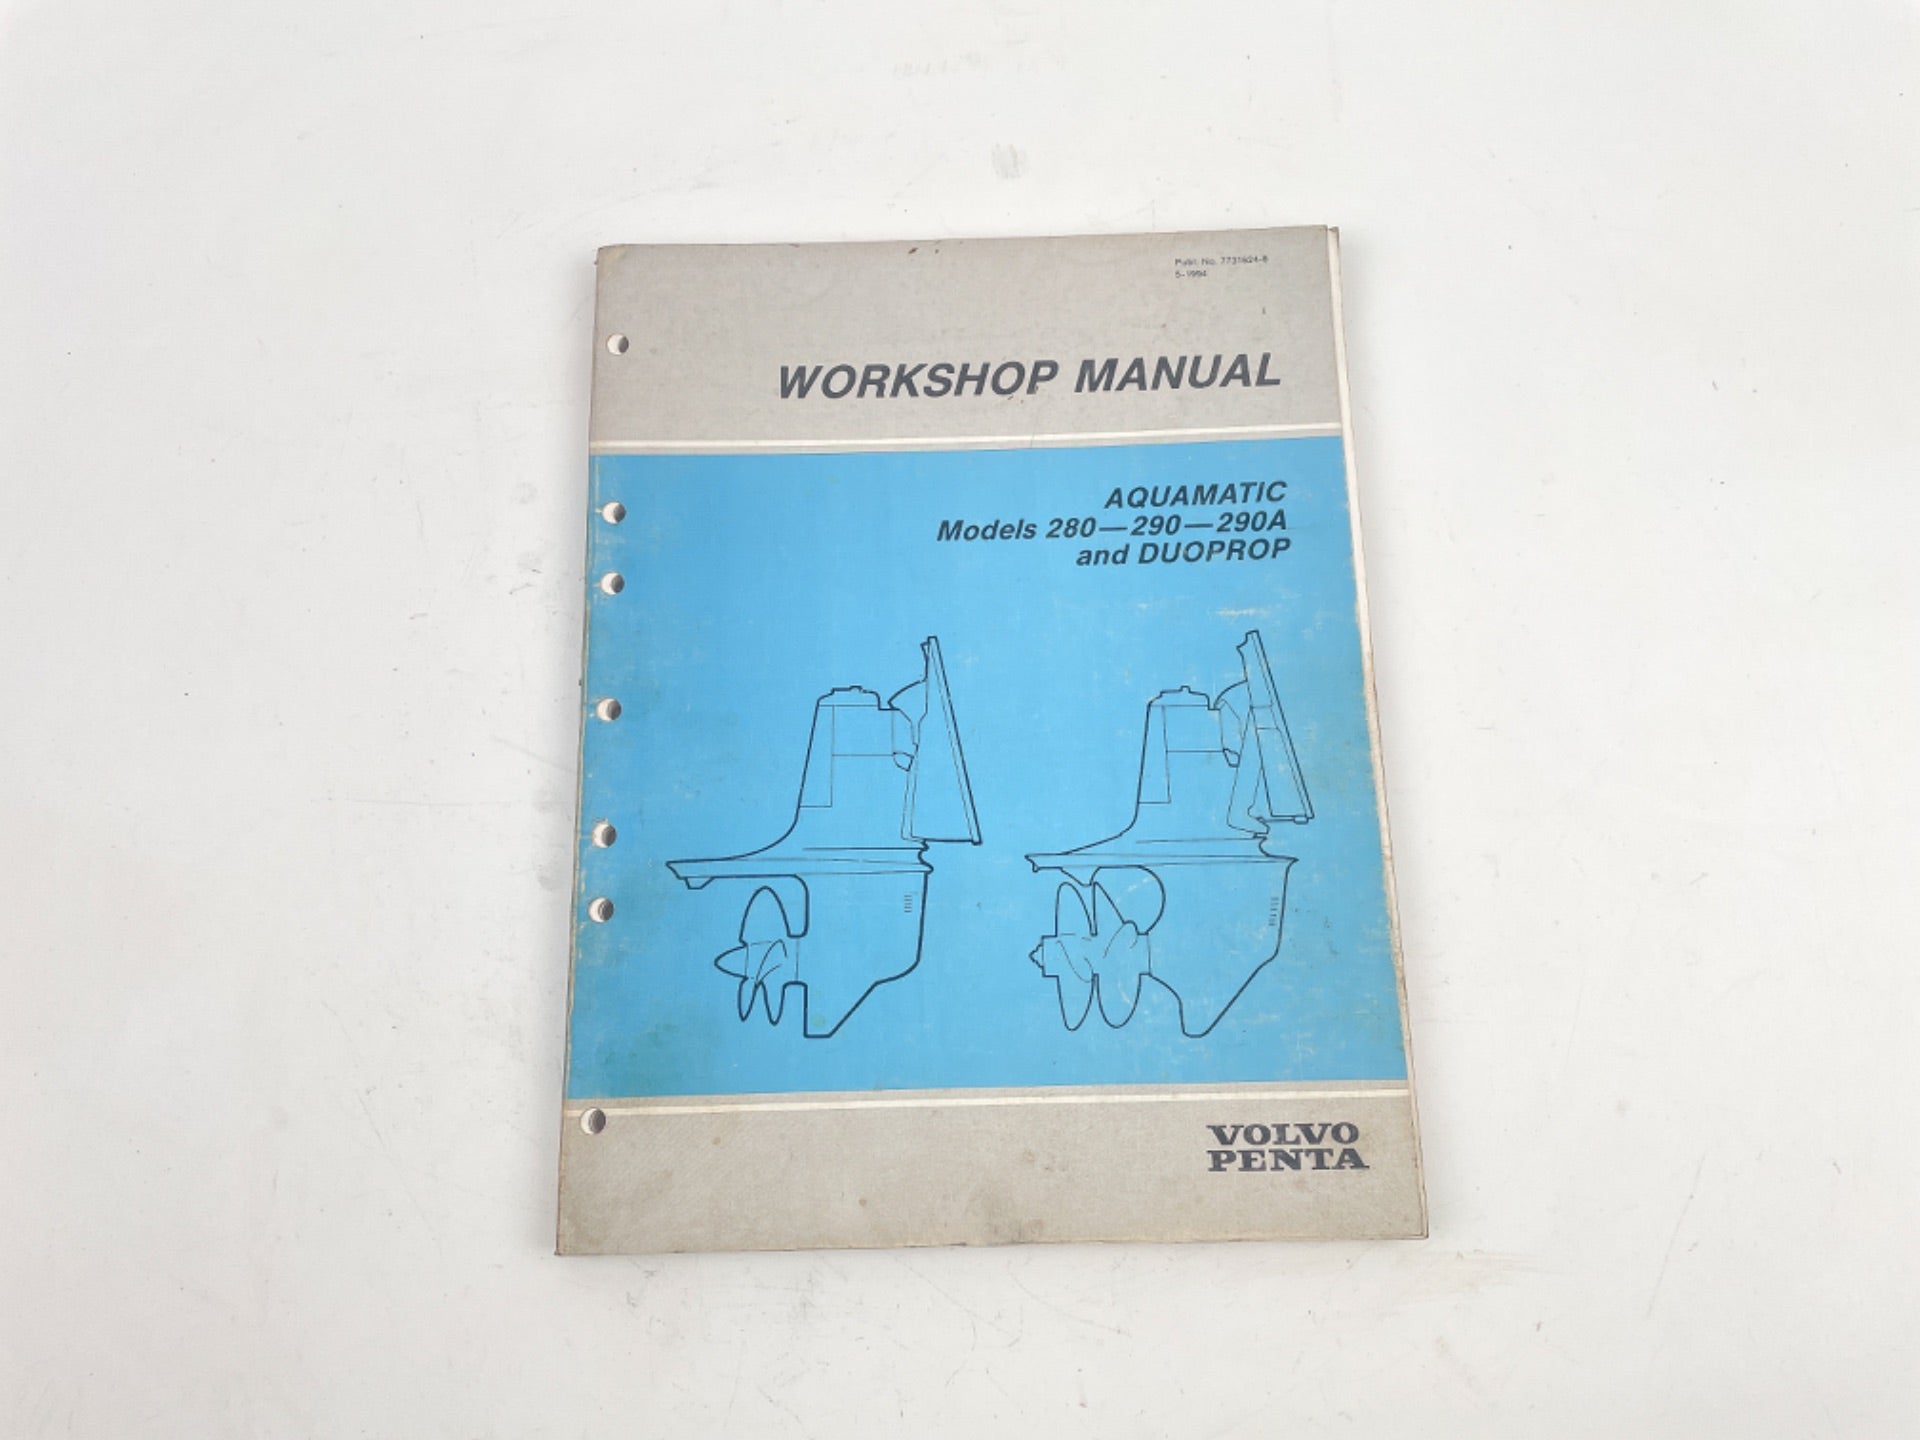 Publ. No. 7731624-8
5-1994
WORKSHOP MANUAL
AQUAMATIC
Models 280—290—290A
and DUOPROP
VOLVO
PENTA